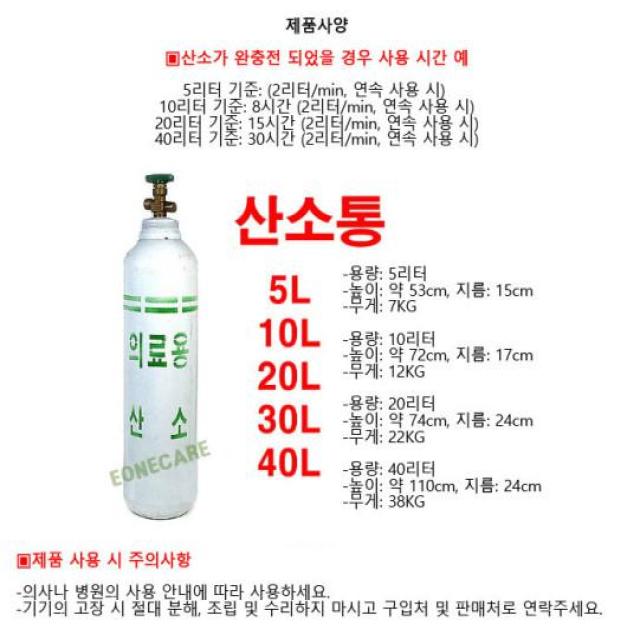 제품사양
▣산소가 완충전 되었을 경우 사용 시간 예
5리터 기준: (2리터/min, 연속 사용 시)
10리터 기준: 8시간 (2리터/min, 연속 사용 시)
20리터 기준: 15시간 (2리터/min, 연속 사용 시)
40리터 기준: 30시간 (2리터/min, 연속 사용 시)
산소통
5L
10L
20L
30L
40L
-용량: 5리터
-높이: 약 53cm, 지름: 15cm
-무게: 7KG
-용량: 10리터
-높이: 약 72cm, 지름: 17cm
-무게: 12KG
-용량: 20리터
-높이: 약 74cm, 지름: 24cm
-무게: 22KG
-용량: 40리터
-높이: 약 110cm, 지름: 24cm
-무게: 38KG
의료용
산 소
EONECARE
▣제품 사용 시 주의사항
-의사나 병원의 사용 안내에 따라 사용하세요.
-기기의 고장 시 절대 분해, 조립 및 수리하지 마시고 구입처 및 판매처로 연락주세요.